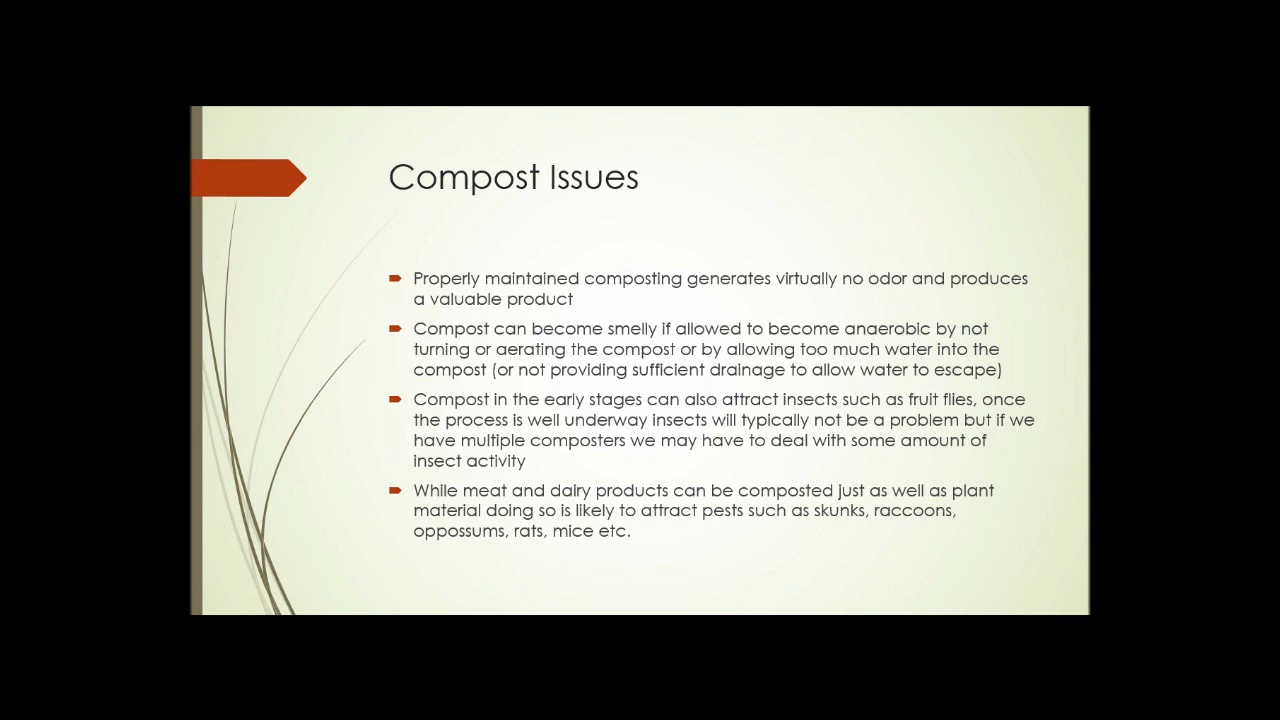 Compost Issues
Properly maintained composting generates virtually no odor and produces
a valuable product
Compost can become smelly if allowed to become anaerobic by not
turning or aerating the compost or by allowing too much water into the
compost (or not providing sufficient drainage to allow water to escape)
Compost in the early stages can also attract insects such as fruit flies, once
the process is well underway insects will typically not be a problem but if we
have multiple composters we may have to deal with some amount of
insect activity
While meat and dairy products can be composted just as well as plant
material doing so is likely to attract pests such as skunks, raccoons,
oppossums, rats, mice etc.